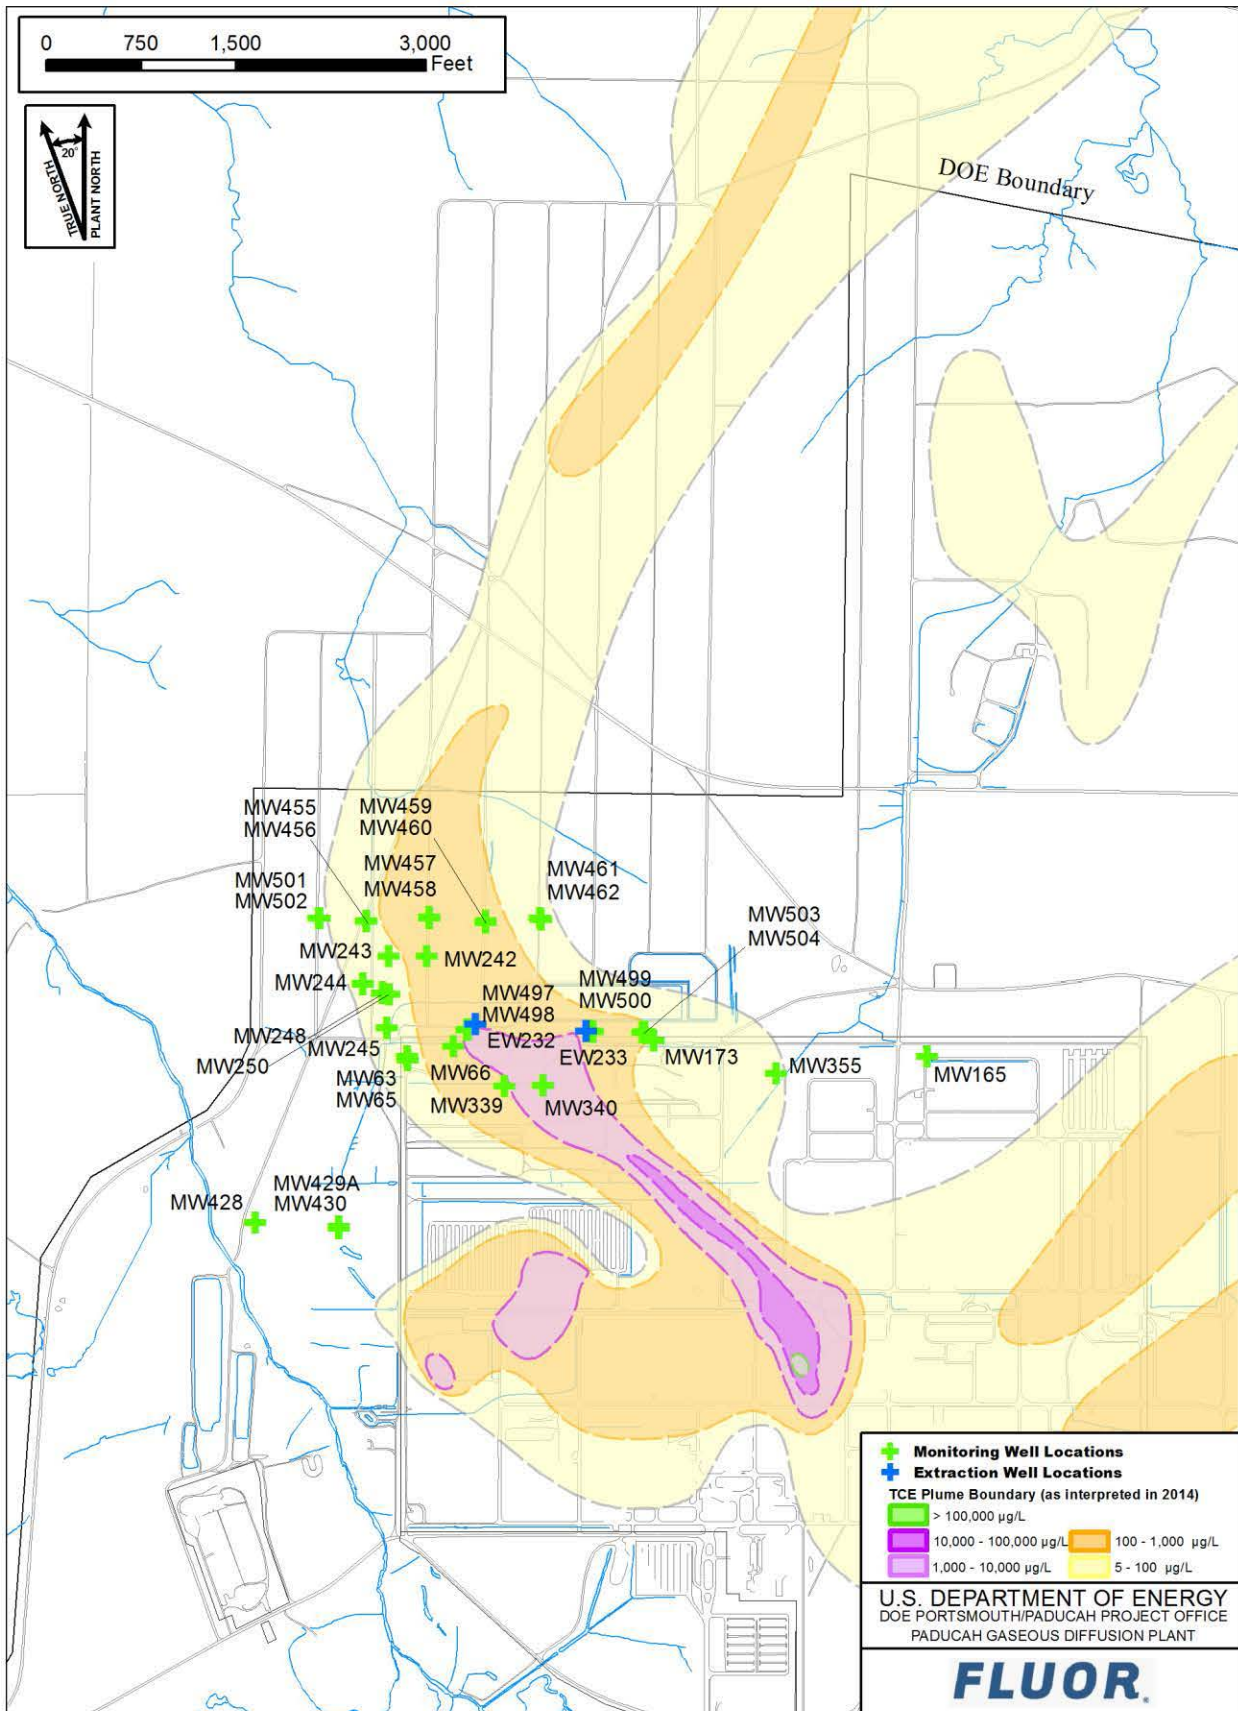 0 750 1,500 3,000
Feet
20°
TRUE NORTH
PLANT NORTH
DOE Boundary
MW455
MW456
MW459
MW460
MW457
MW458
MW461
MW462
MW501
MW502
MW503
MW504
MW243
MW242
MW244
MW499
MW500
MW497
MW498
MW248
MW245
EW232
EW233
MW173
MW250
MW63
MW65
MW66
MW339
MW340
MW355
MW165
MW429A
MW430
MW428
Monitoring Well Locations
Extraction Well Locations
TCE Plume Boundary (as interpreted in 2014)
> 100,000 µg/L
10,000 - 100,000 µg/L 100 - 1,000 µg/L
1,000 - 10,000 µg/L 5 - 100 µg/L
U.S. DEPARTMENT OF ENERGY
DOE PORTSMOUTH/PADUCAH PROJECT OFFICE
PADUCAH GASEOUS DIFFUSION PLANT
FLUOR®